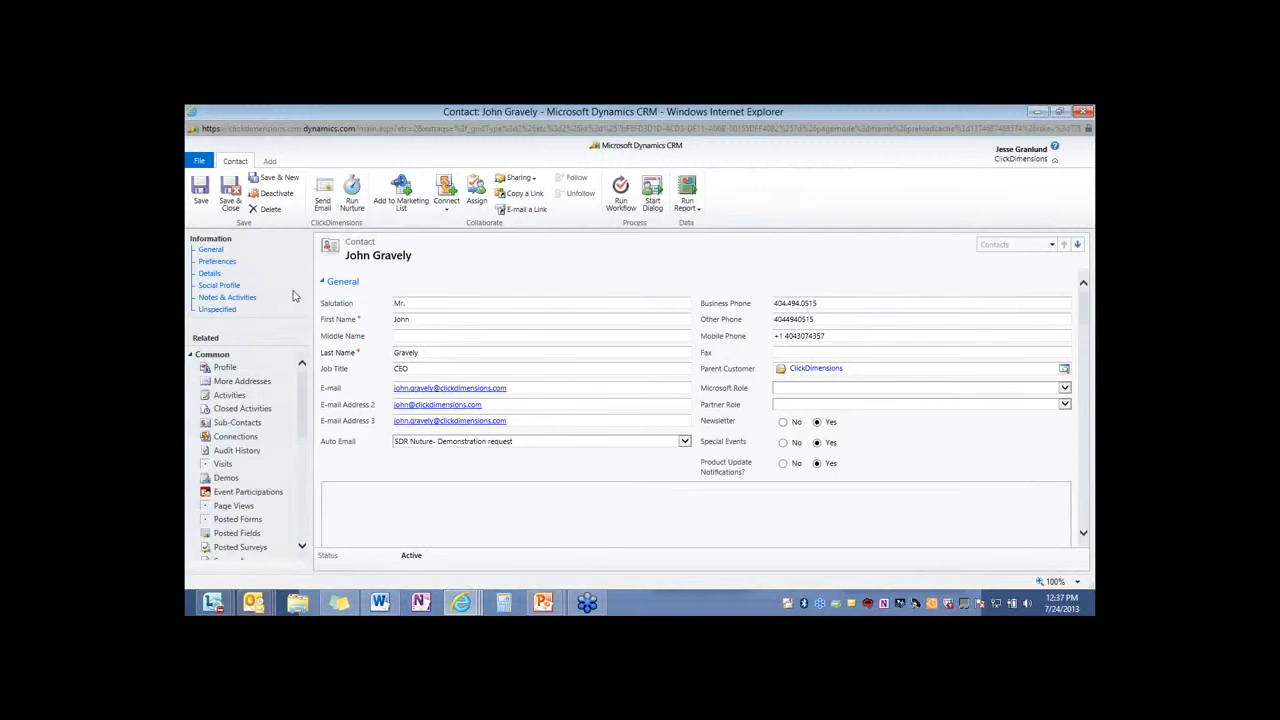 Contact: John Gravely - Microsoft Dynamics CRM - Windows Internet Explorer
Microsoft Dynamics CRM
Jesse Granlund
ClickDimensions
File Contact Add
Save
Save & Close
Save & New
Deactivate
Delete
Save
Send Email
Run Nurture
ClickDimensions
Add to Marketing List
Connect
Assign
Sharing
Copy a Link
E-mail a Link
Collaborate
Follow
Unfollow
Run Workflow
Start Dialog
Process
Run Report
Data
Information
General
Preferences
Details
Social Profile
Notes & Activities
Unspecified
Related
Common
Profile
More Addresses
Activities
Closed Activities
Sub-Contacts
Connections
Audit History
Visits
Demos
Event Participations
Page Views
Posted Forms
Posted Fields
Posted Surveys
Contact
John Gravely
Contacts
General
Salutation Mr.
First Name * John
Middle Name
Last Name * Gravely
Job Title CEO
E-mail john.gravely@clickdimensions.com
E-mail Address 2 john@clickdimensions.com
E-mail Address 3 john.gravely@clickdimensions.com
Auto Email SDR Nuture- Demonstration request
Business Phone 404.494.0515
Other Phone 4044940515
Mobile Phone +1 4043074357
Fax
Parent Customer ClickDimensions
Microsoft Role
Partner Role
Newsletter No Yes
Special Events No Yes
Product Update Notifications? No Yes
Status Active
100%
12:37 PM
7/24/2013